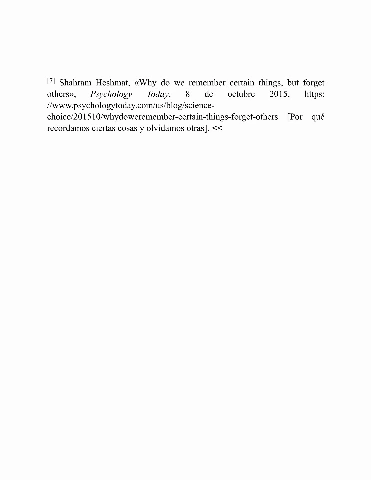 [7] Shahram Heshmat, «Why do we remember certain things, but forget
others», Psychology Today, 8 de octubre 2015, https:
//www.psychologytoday.com/us/blog/science-
choice/201510/whydoweremember-certain-things-forget-others [Por qué
recordamos ciertas cosas y olvidamos otras]. <<